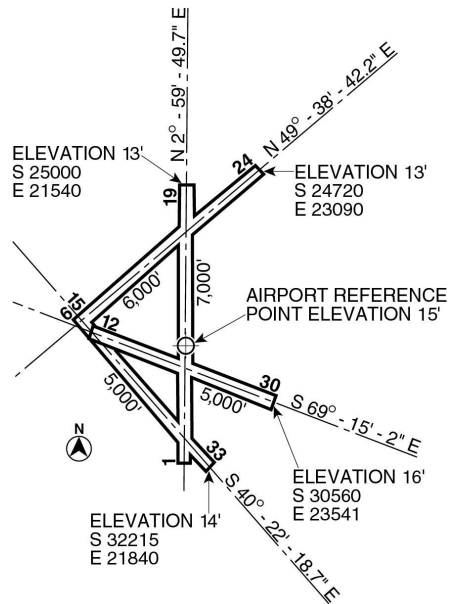 N 2° - 59' - 49.7" E
N 49° - 38' - 42.2" E
ELEVATION 13'
S 25000
E 21540
24
ELEVATION 13'
S 24720
E 23090
19
6,000'
7,000'
15
6
12
AIRPORT REFERENCE
POINT ELEVATION 15'
5,000'
5,000'
30
S 69° - 15' - 2" E
N
1
33
ELEVATION 16'
S 30560
E 23541
ELEVATION 14'
S 32215
E 21840
S 40° - 22' - 18.7" E